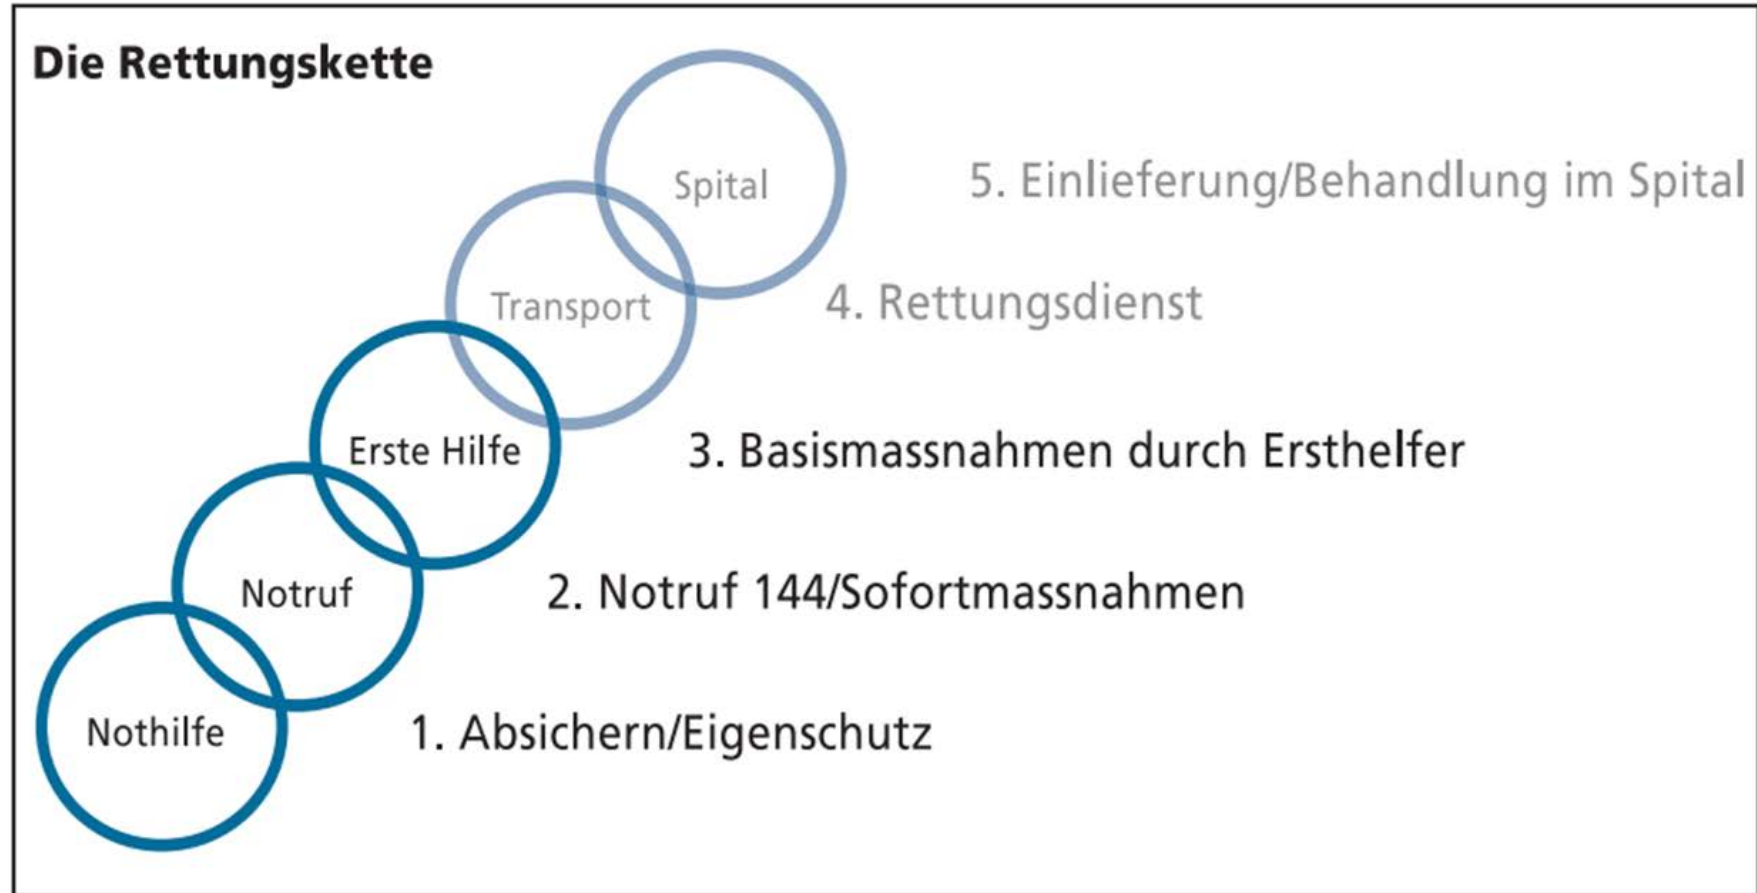 Die Rettungskette
Spital
5. Einlieferung/Behandlung im Spital
Transport
4. Rettungsdienst
Erste Hilfe
3. Basismassnahmen durch Ersthelfer
Notruf
2. Notruf 144/Sofortmassnahmen
Nothilfe
1. Absichern/Eigenschutz